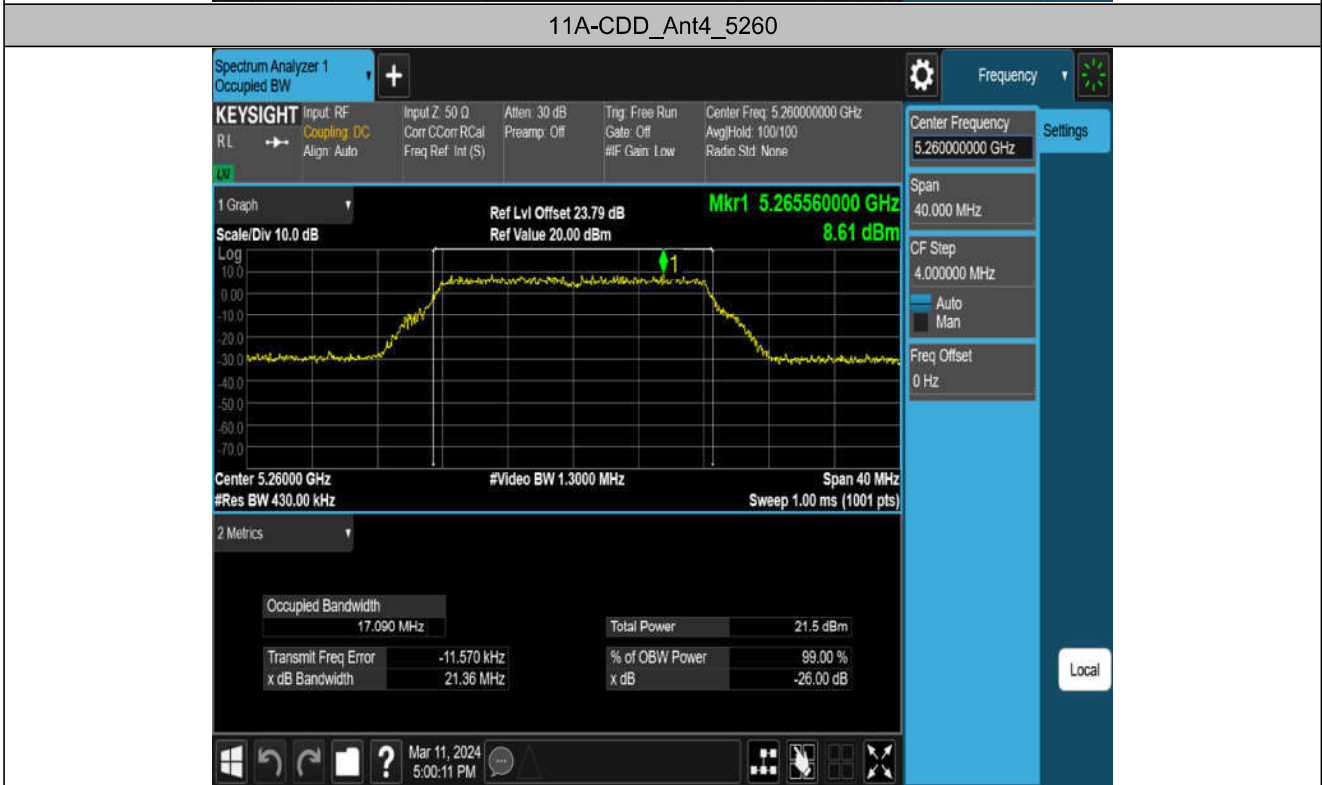 11A-CDD_Ant4_5260
Spectrum Analyzer 1
Occupied BW
Frequency
KEYSIGHT
RL
LXI
Input: RF
Coupling: DC
Align: Auto
Input Z: 50 Ω
Corr CCorr RCal
Freq Ref: Int (S)
Atten: 30 dB
Preamp: Off
Trig: Free Run
Gate: Off
#IF Gain: Low
Center Freq: 5.260000000 GHz
Avg|Hold: 100/100
Radio Std: None
Center Frequency
5.260000000 GHz
Settings
Span
40.000 MHz
CF Step
4.000000 MHz
Auto
Man
Freq Offset
0 Hz
Local
1 Graph
Scale/Div 10.0 dB
Ref Lvl Offset 23.79 dB
Ref Value 20.00 dBm
Mkr1 5.265560000 GHz
8.61 dBm
Log
1
10.0
0.00
-10.0
-20.0
-30.0
-40.0
-50.0
-60.0
-70.0
Center 5.26000 GHz
#Res BW 430.00 kHz
#Video BW 1.3000 MHz
Span 40 MHz
Sweep 1.00 ms (1001 pts)
2 Metrics
Occupied Bandwidth
17.090 MHz
Total Power 21.5 dBm
Transmit Freq Error -11.570 kHz
% of OBW Power 99.00 %
x dB Bandwidth 21.36 MHz
x dB -26.00 dB
?
Mar 11, 2024
5:00:11 PM